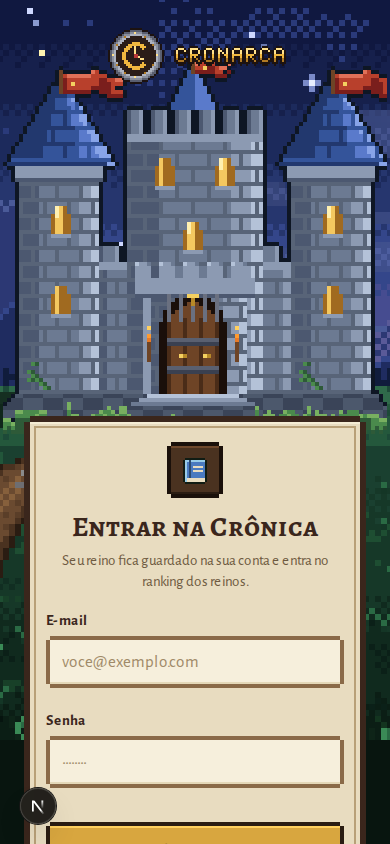 CRONARCA
Entrar na Crônica
Seu reino fica guardado na sua conta e entra no
ranking dos reinos.
E-mail
voce@exemplo.com
Senha
········
N